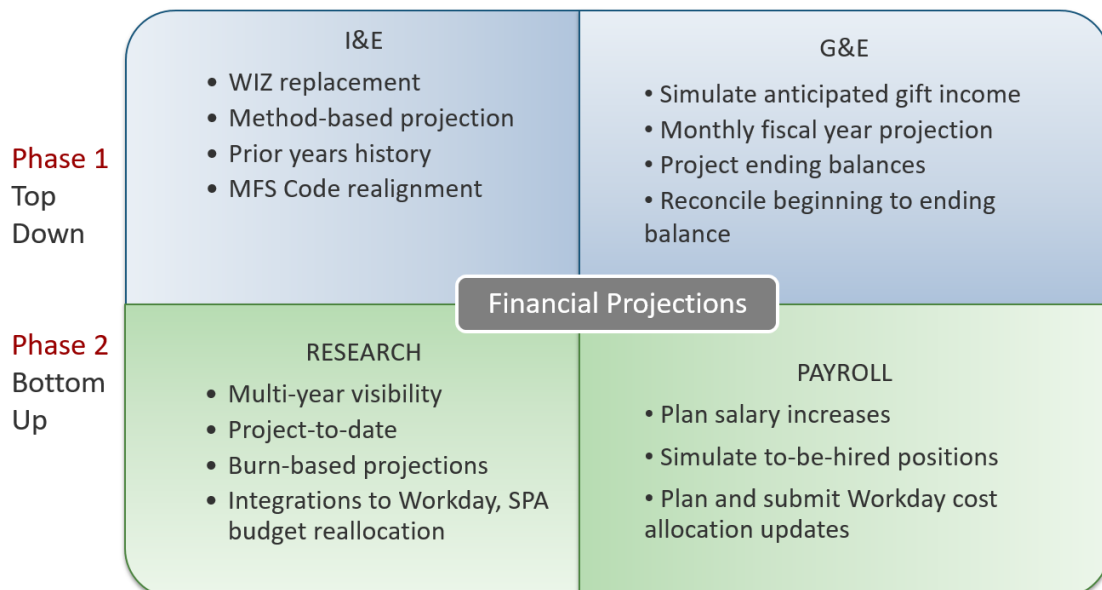 Phase 1
Top
Down
I&E
• WIZ replacement
• Method-based projection
• Prior years history
• MFS Code realignment
G&E
• Simulate anticipated gift income
• Monthly fiscal year projection
• Project ending balances
• Reconcile beginning to ending
balance
Financial Projections
Phase 2
Bottom
Up
RESEARCH
• Multi-year visibility
• Project-to-date
• Burn-based projections
• Integrations to Workday, SPA
budget reallocation
PAYROLL
• Plan salary increases
• Simulate to-be-hired positions
• Plan and submit Workday cost
allocation updates